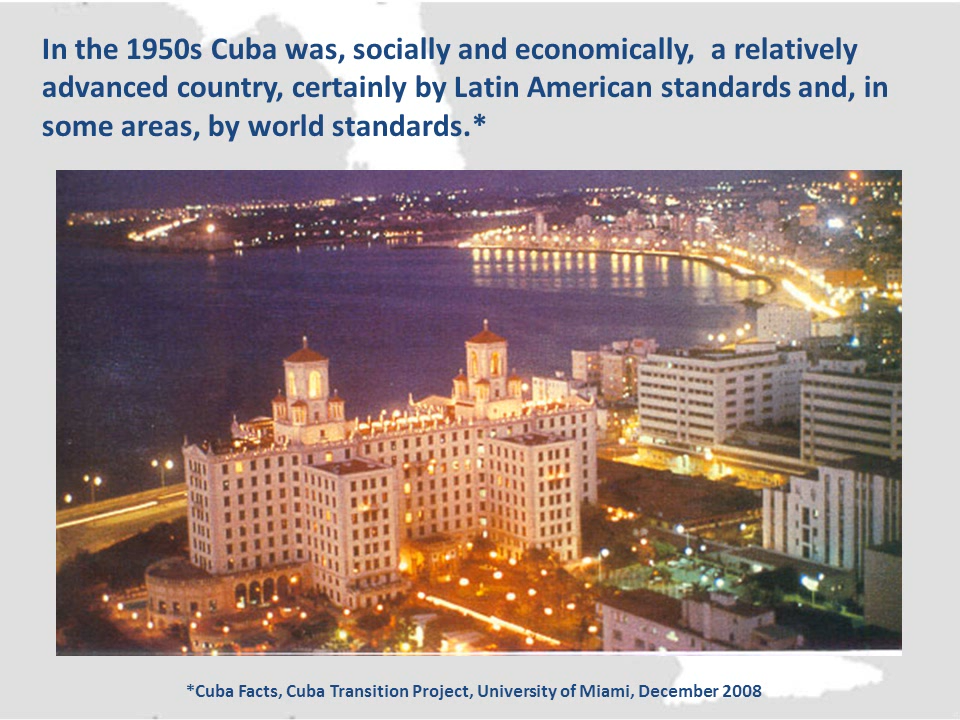 In the 1950s Cuba was, socially and economically,  a relatively
advanced country, certainly by Latin American standards and, in
some areas, by world standards.*
*Cuba Facts, Cuba Transition Project, University of Miami, December 2008